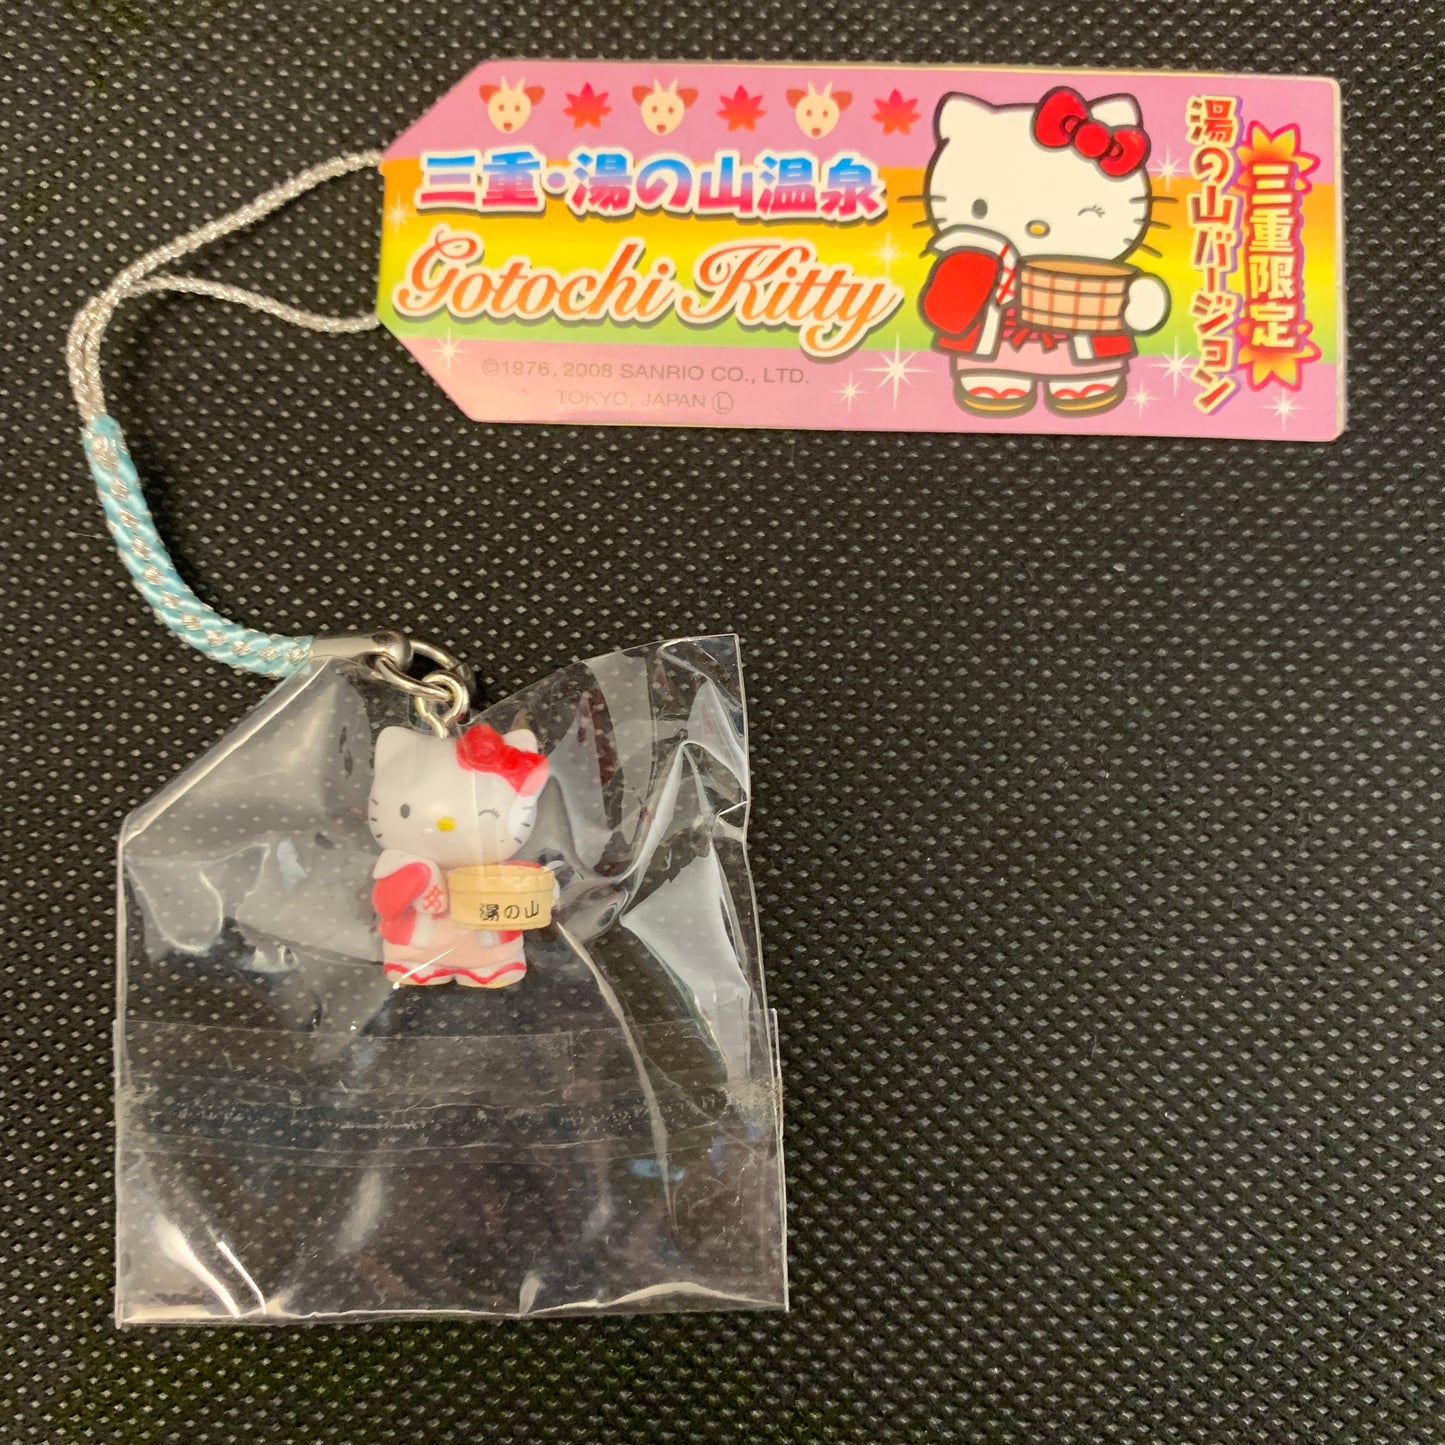 三重・湯の山温泉
Gotochi Kitty
©1976, 2008 SANRIO CO., LTD.
TOKYO, JAPAN Ⓛ
三重限定
湯の山バージョン
湯の山